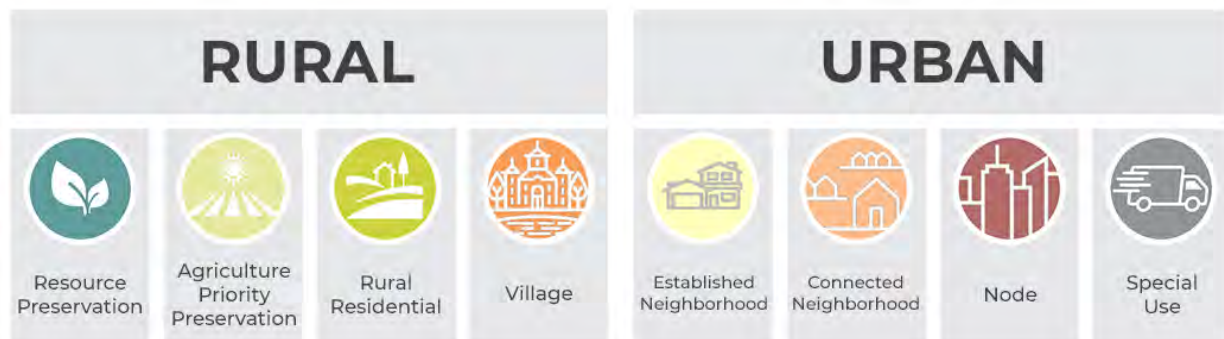 RURAL
URBAN
Resource
Preservation
Agriculture
Priority
Preservation
Rural
Residential
Village
Established
Neighborhood
Connected
Neighborhood
Node
Special
Use